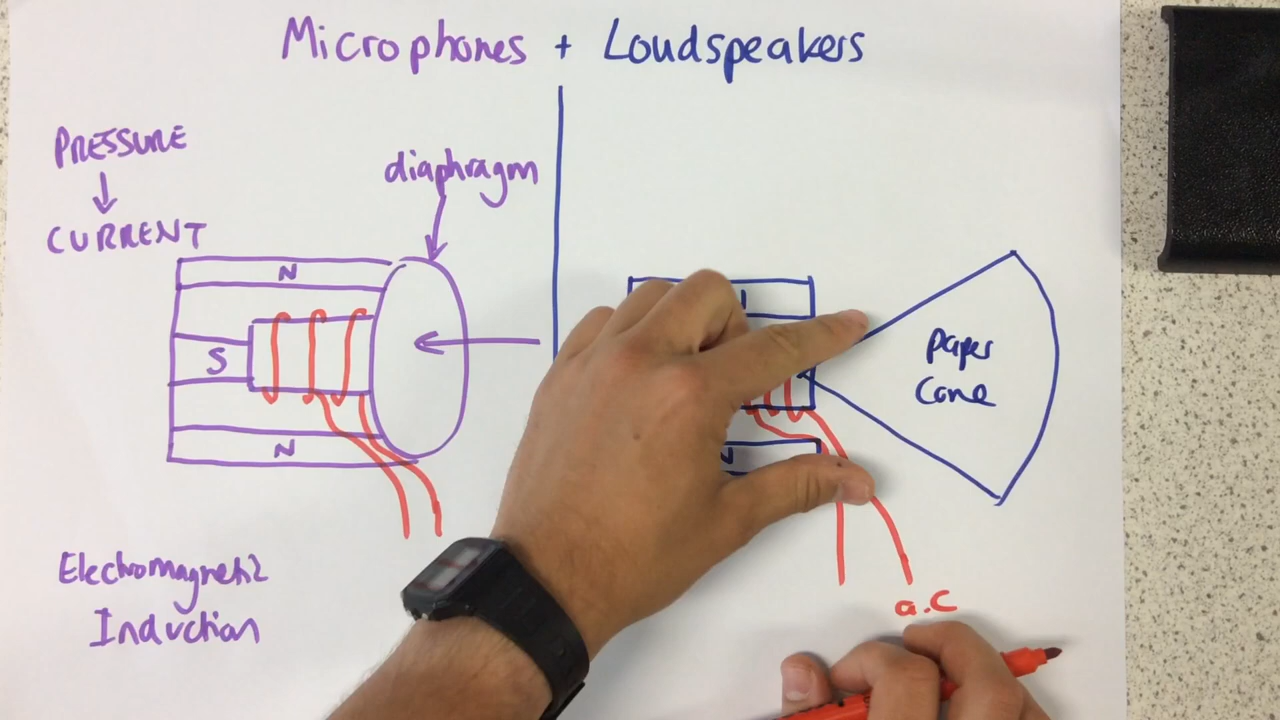 Microphones + Loudspeakers
PRESSURE
↓
CURRENT
diaphragm
N
S
N
paper
cone
N
a.c
Electromagnetic
Induction